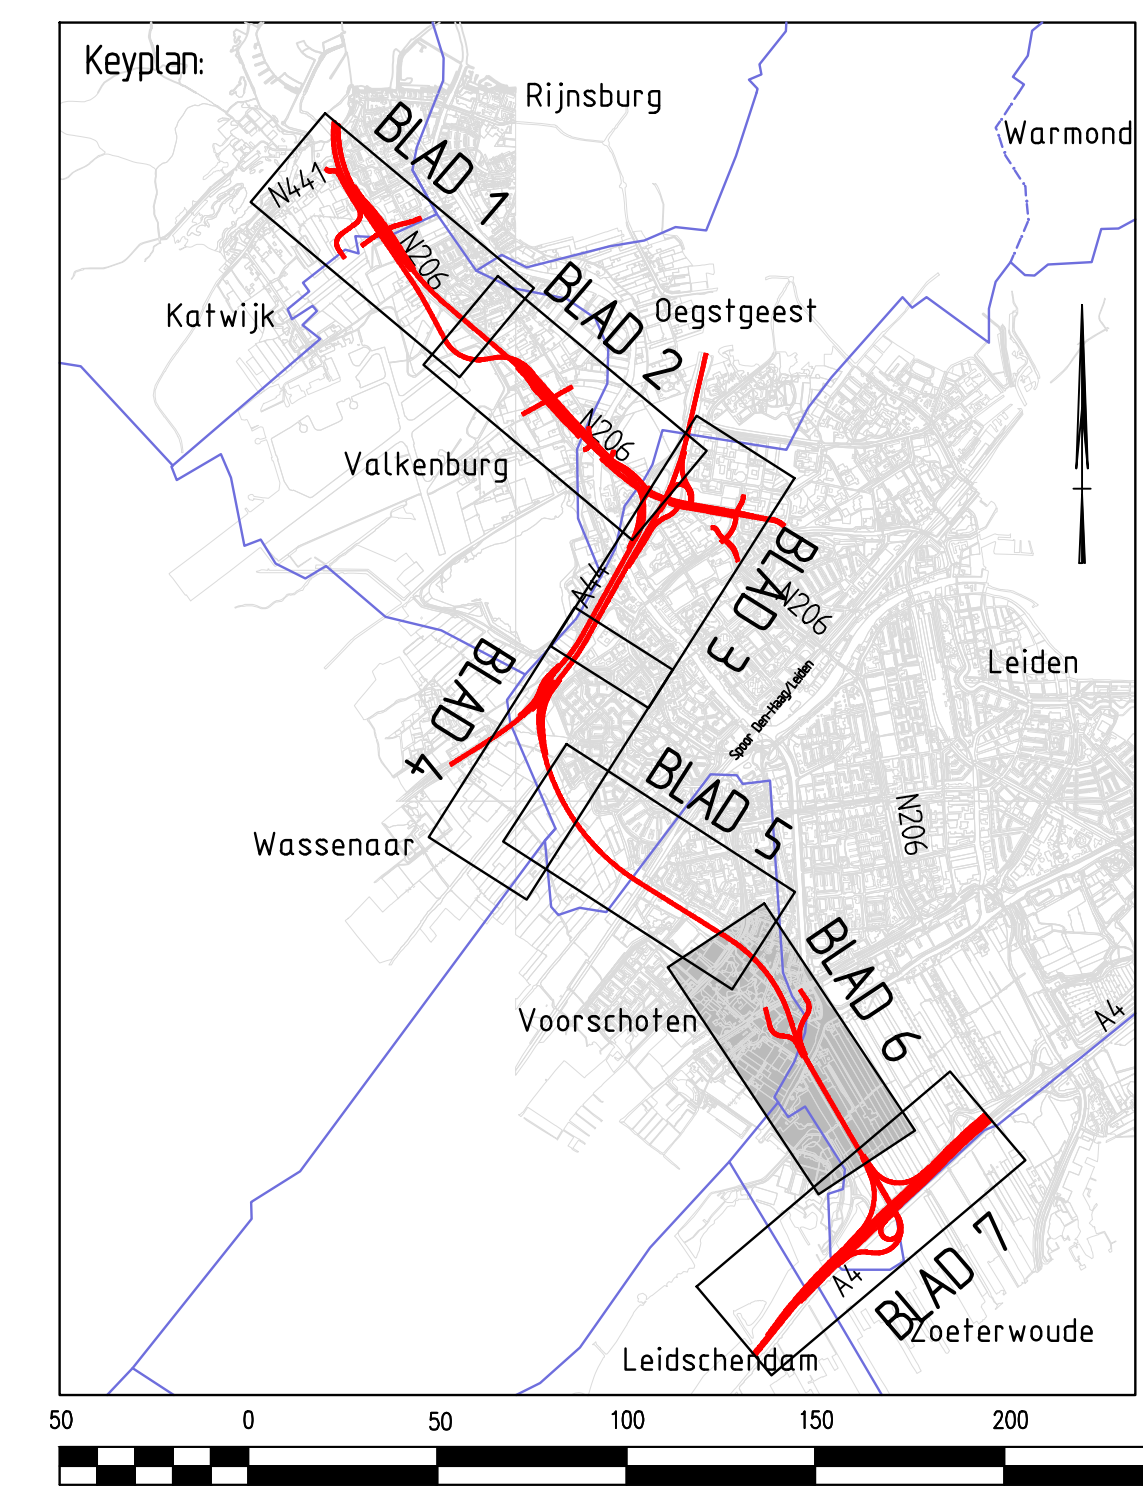 Keyplan:
Rijnsburg
Warmond
BLAD 1
N441
N206
BLAD 2
Katwijk
Oegstgeest
N206
Valkenburg
BLAD 3
A44
N206
BLAD 4
Leiden
Spoor Den-Haag/Leiden
BLAD 5
N206
Wassenaar
BLAD 6
Voorschoten
A4
BLAD 7
A4
Zoeterwoude
Leidschendam
50 0 50 100 150 200